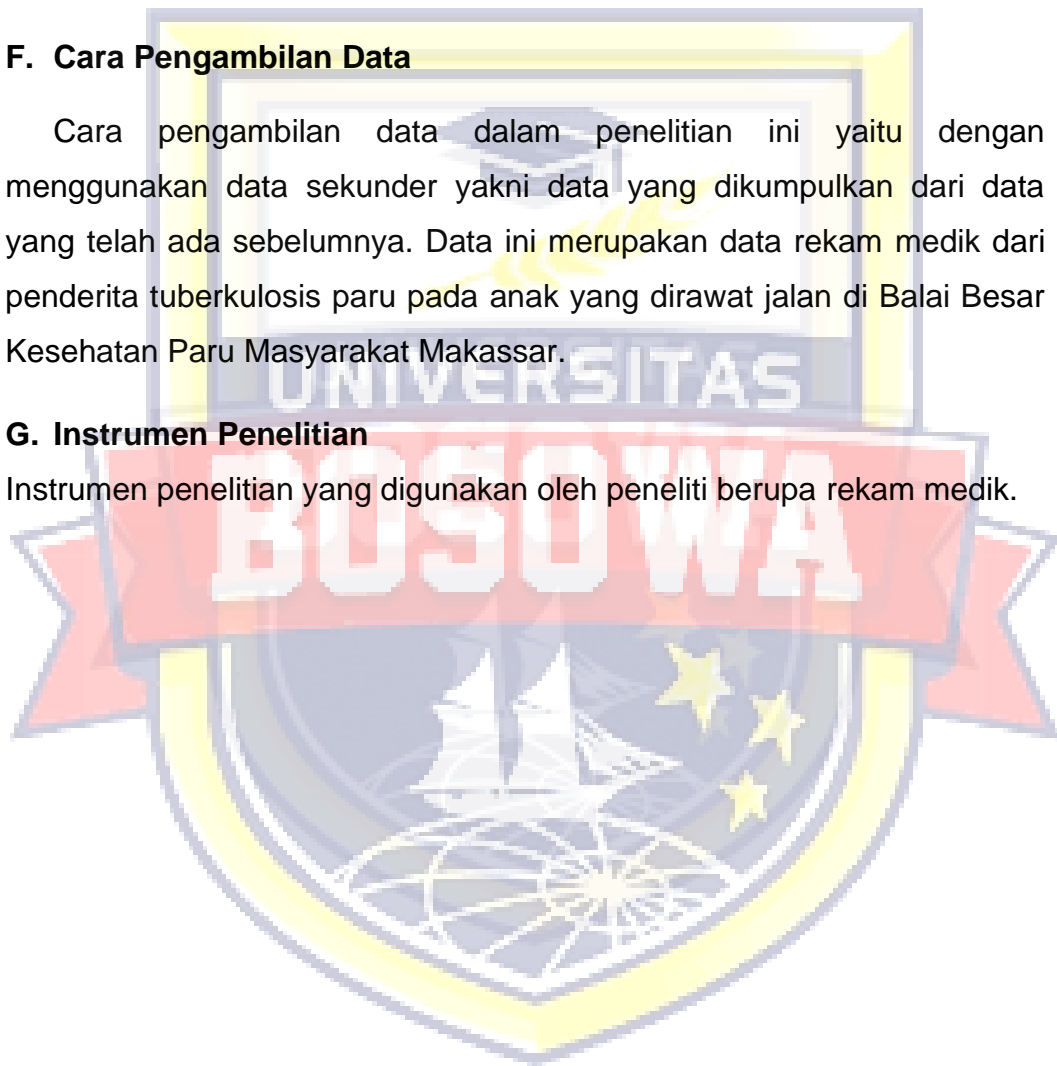 F. Cara Pengambilan Data
Cara pengambilan data dalam penelitian ini yaitu dengan
menggunakan data sekunder yakni data yang dikumpulkan dari data
yang telah ada sebelumnya. Data ini merupakan data rekam medik dari
penderita tuberkulosis paru pada anak yang dirawat jalan di Balai Besar
Kesehatan Paru Masyarakat Makassar.
UNIVERSITAS
G. Instrumen Penelitian
Instrumen penelitian yang digunakan oleh peneliti berupa rekam medik.
BOSOWA